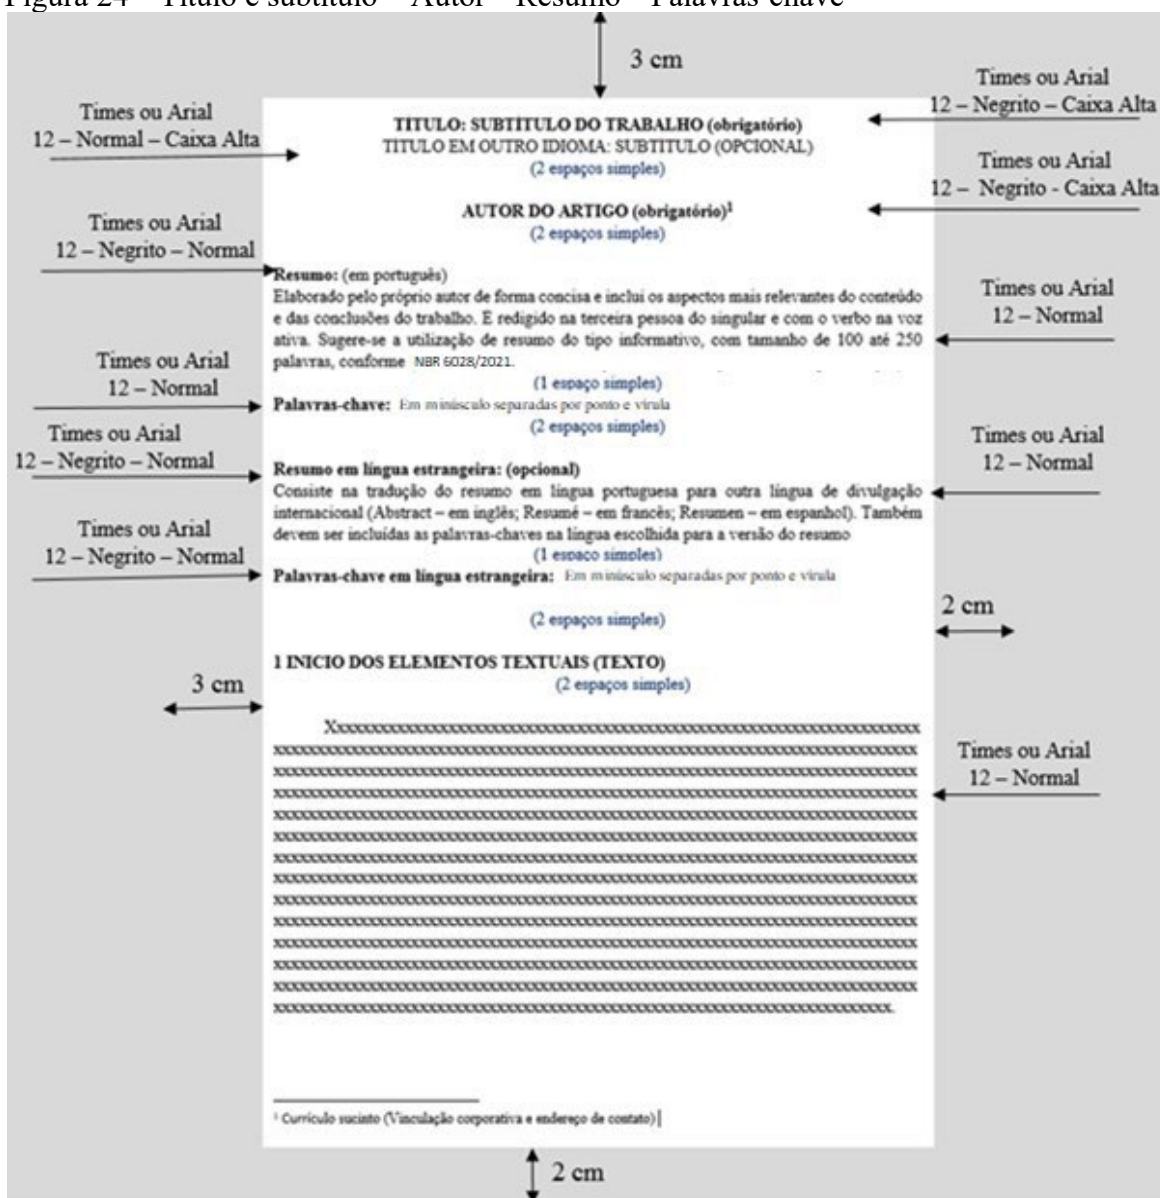 Figura 24 – Título e subtítulo – Autor – Resumo – Palavras-chave
3 cm
Times ou Arial
12 – Normal – Caixa Alta
Times ou Arial
12 – Negrito – Caixa Alta
TÍTULO: SUBTÍTULO DO TRABALHO (obrigatório)
TÍTULO EM OUTRO IDIOMA: SUBTÍTULO (OPCIONAL)
(2 espaços simples)
Times ou Arial
12 – Negrito - Caixa Alta
AUTOR DO ARTIGO (obrigatório)¹
(2 espaços simples)
Times ou Arial
12 – Negrito – Normal
Resumo: (em português)
Elaborado pelo próprio autor de forma concisa e inclui os aspectos mais relevantes do conteúdo
e das conclusões do trabalho. É redigido na terceira pessoa do singular e com o verbo na voz
ativa. Sugere-se a utilização de resumo do tipo informativo, com tamanho de 100 até 250
palavras, conforme NBR 6028/2021.
Times ou Arial
12 – Normal
(1 espaço simples)
Times ou Arial
12 – Normal
Palavras-chave: Em minúsculo separadas por ponto e vírula
(2 espaços simples)
Times ou Arial
12 – Negrito – Normal
Resumo em língua estrangeira: (opcional)
Consiste na tradução do resumo em língua portuguesa para outra língua de divulgação
internacional (Abstract – em inglês; Resumé – em francês; Resumen – em espanhol). Também
devem ser incluídas as palavras-chaves na língua escolhida para a versão do resumo
Times ou Arial
12 – Normal
(1 espaço simples)
Times ou Arial
12 – Negrito – Normal
Palavras-chave em língua estrangeira: Em minúsculo separadas por ponto e vírula
(2 espaços simples)
2 cm
1 INICIO DOS ELEMENTOS TEXTUAIS (TEXTO)
(2 espaços simples)
3 cm
Times ou Arial
12 – Normal
¹ Currículo sucinto (Vinculação corporativa e endereço de contato)
2 cm